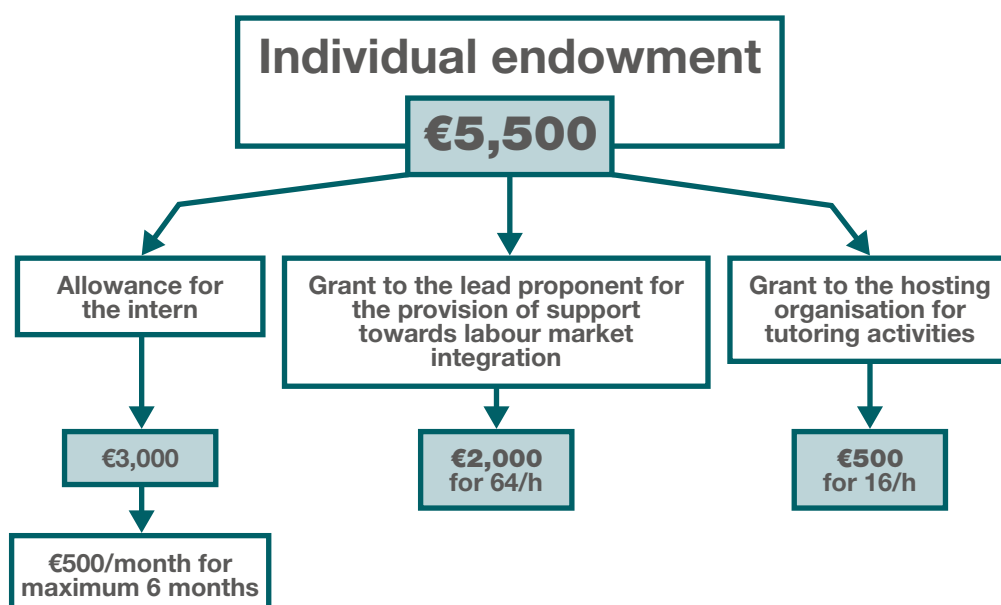 Individual endowment
€5,500
Allowance for
the intern
€3,000
€500/month for
maximum 6 months
Grant to the lead proponent for
the provision of support
towards labour market
integration
€2,000
for 64/h
Grant to the hosting
organisation for
tutoring activities
€500
for 16/h